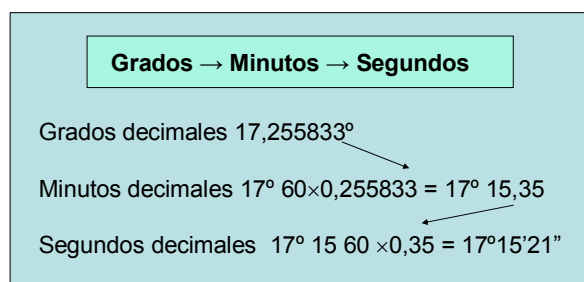 Grados → Minutos → Segundos
Grados decimales 17,255833º
Minutos decimales 17º 60×0,255833 = 17º 15,35
Segundos decimales 17º 15 60 ×0,35 = 17º15’21”